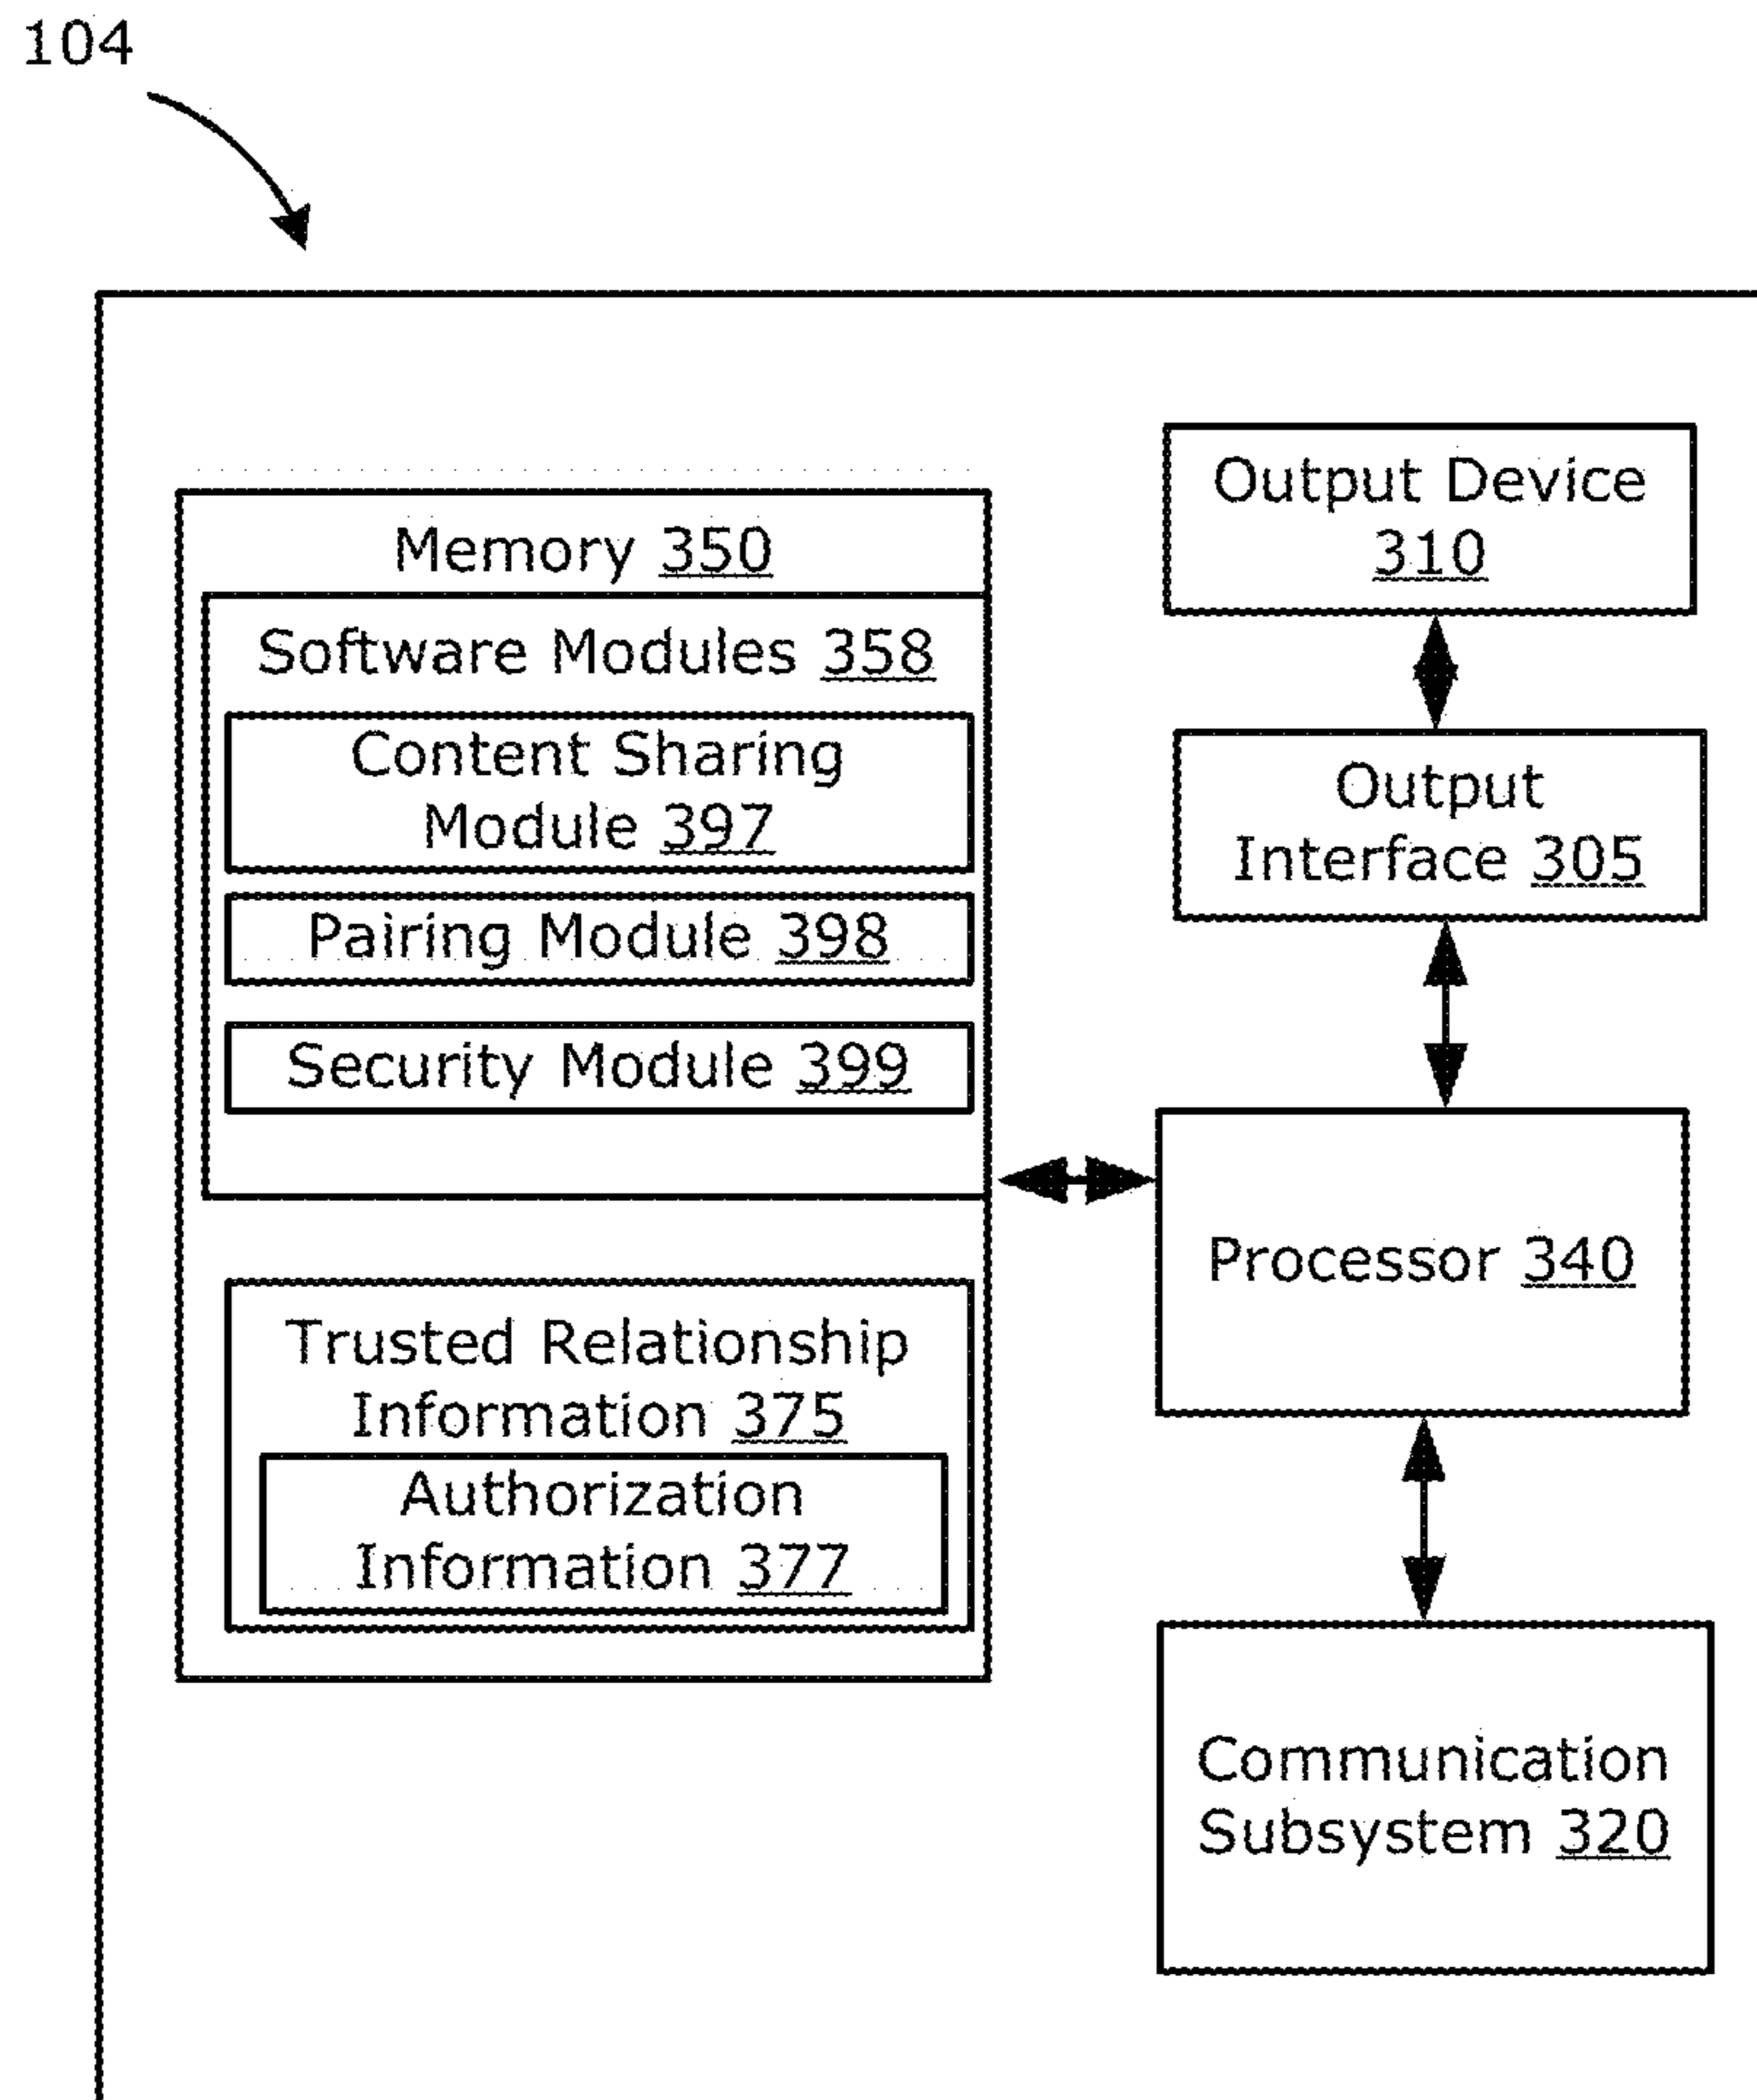 104
Memory 350
Software Modules 358
Content Sharing
Module 397
Pairing Module 398
Security Module 399
Trusted Relationship
Information 375
Authorization
Information 377
Output Device
310
Output
Interface 305
Processor 340
Communication
Subsystem 320